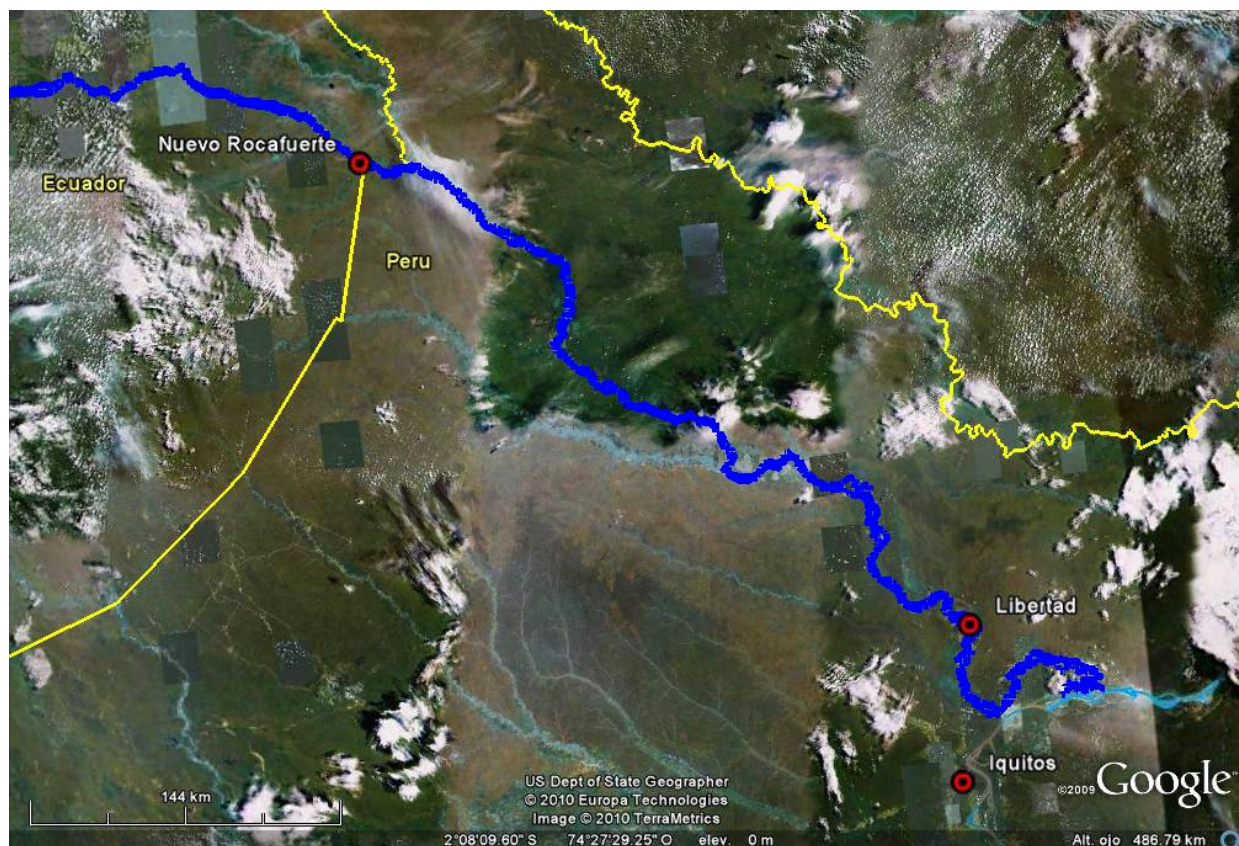 Nuevo Rocafuerte
Ecuador
Peru
Libertad
Iquitos
US Dept of State Geographer
© 2010 Europa Technologies
Image © 2010 TerraMetrics
©2009 Google™
144 km
2°08'09.60" S 74°27'29.25" O elev. 0 m Alt. ojo 486.79 km